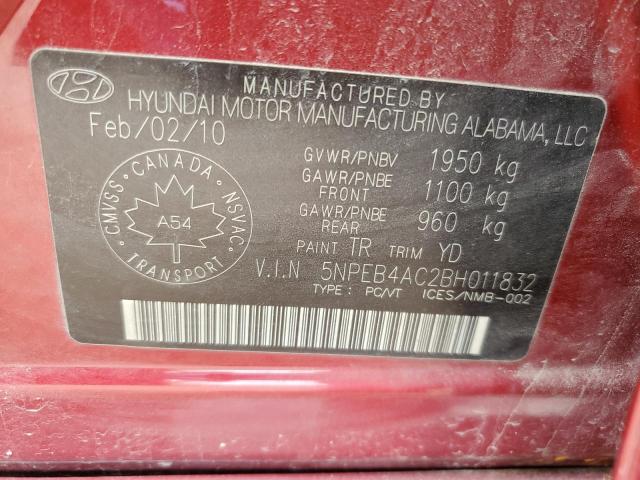 MANUFACTURED BY
HYUNDAI MOTOR MANUFACTURING ALABAMA, LLC
Feb/02/10
GVWR/PNBV 1950 kg
GAWR/PNBE FRONT 1100 kg
GAWR/PNBE REAR 960 kg
PAINT TR TRIM YD
V.I.N 5NPEB4AC2BH011832
TYPE : PC/VT ICES/NMB-002
CANADA
CMVSS
NSVAC
A54
TRANSPORT